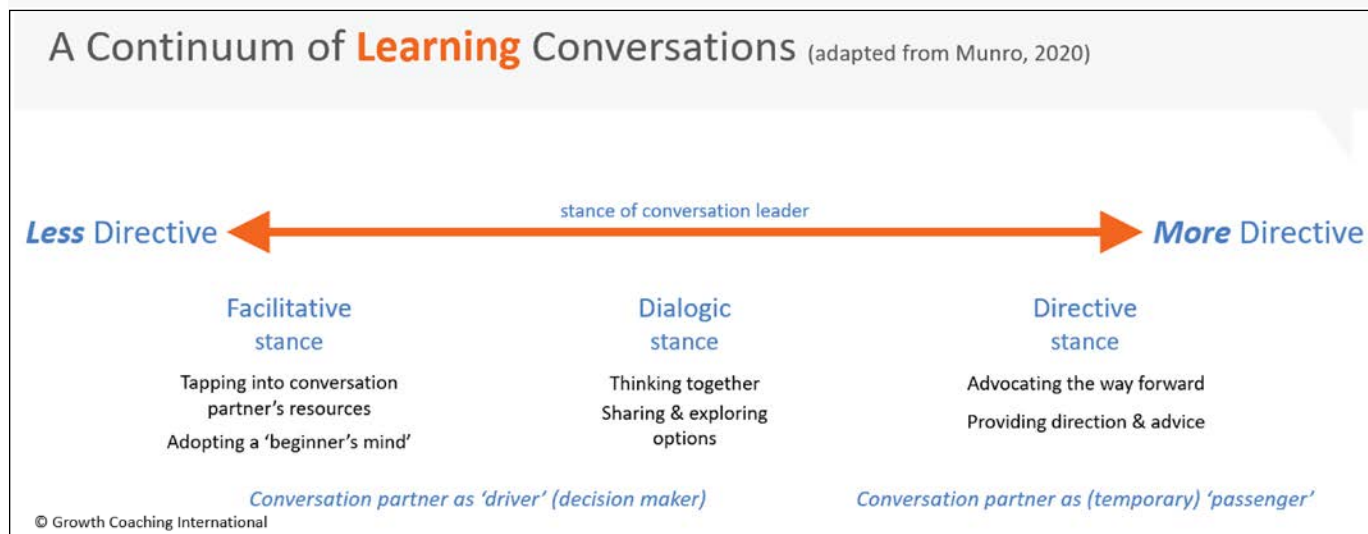 A Continuum of Learning Conversations (adapted from Munro, 2020)
stance of conversation leader
Less Directive
More Directive
Facilitative
stance
Tapping into conversation
partner's resources
Adopting a 'beginner's mind'
Dialogic
stance
Thinking together
Sharing & exploring
options
Directive
stance
Advocating the way forward
Providing direction & advice
Conversation partner as 'driver' (decision maker)
Conversation partner as (temporary) 'passenger'
© Growth Coaching International